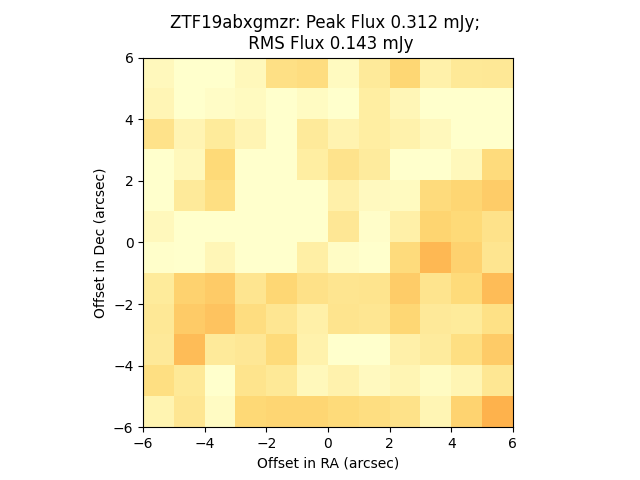 ZTF19abxgmzr: Peak Flux 0.312 mJy;
RMS Flux 0.143 mJy
6
4
2
0
−2
−4
−6
Offset in Dec (arcsec)
−6 −4 −2 0 2 4 6
Offset in RA (arcsec)